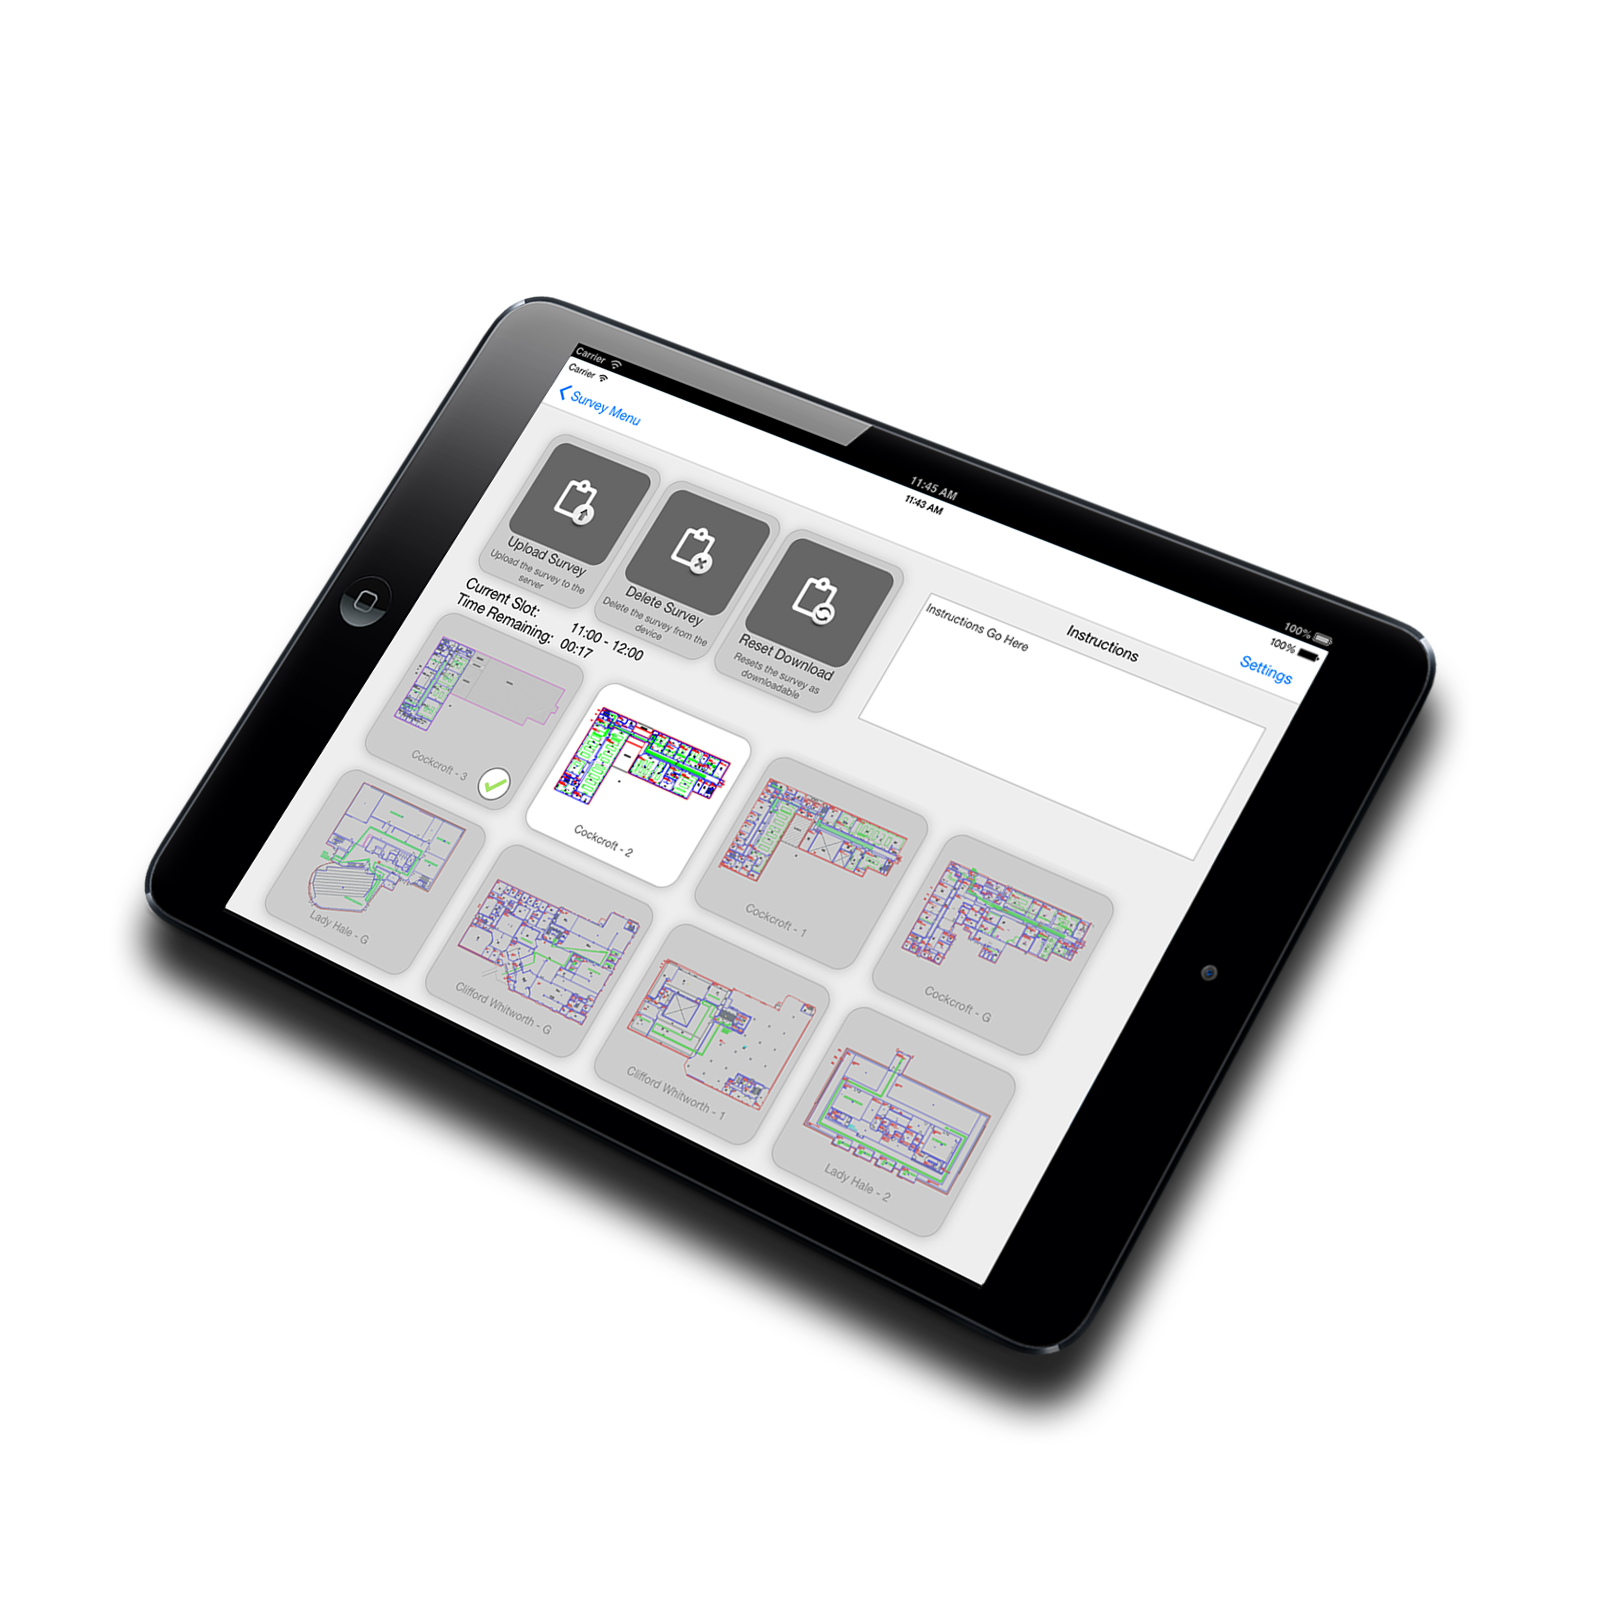 Carrier
11:45 AM
100%
Carrier
11:43 AM
100%
Survey Menu
Settings
Upload Survey
Upload the survey to the
server
Delete Survey
Delete the survey from the
device
Reset Download
Resets the survey as
downloadable
Instructions
Instructions Go Here
Current Slot: 11:00 - 12:00
Time Remaining: 00:17
Cockcroft - 3
Cockcroft - 2
Cockcroft - 1
Cockcroft - G
Lady Hale - G
Clifford Whitworth - G
Clifford Whitworth - 1
Lady Hale - 2